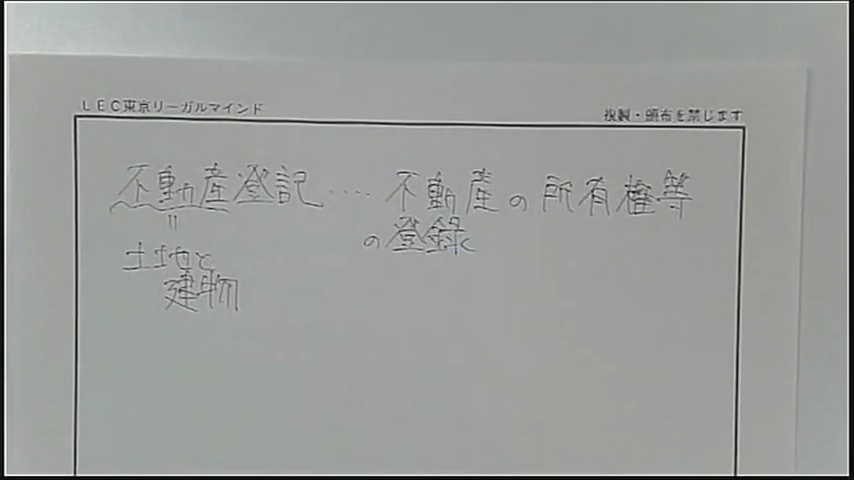 LEC東京リーガルマインド
複製・頒布を禁じます
不動産登記････不動産の所有権等
の登録
||
土地と
建物